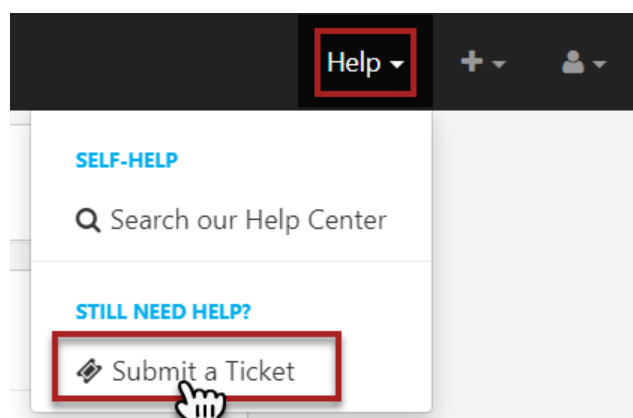 Help
SELF-HELP
Search our Help Center
STILL NEED HELP?
Submit a Ticket